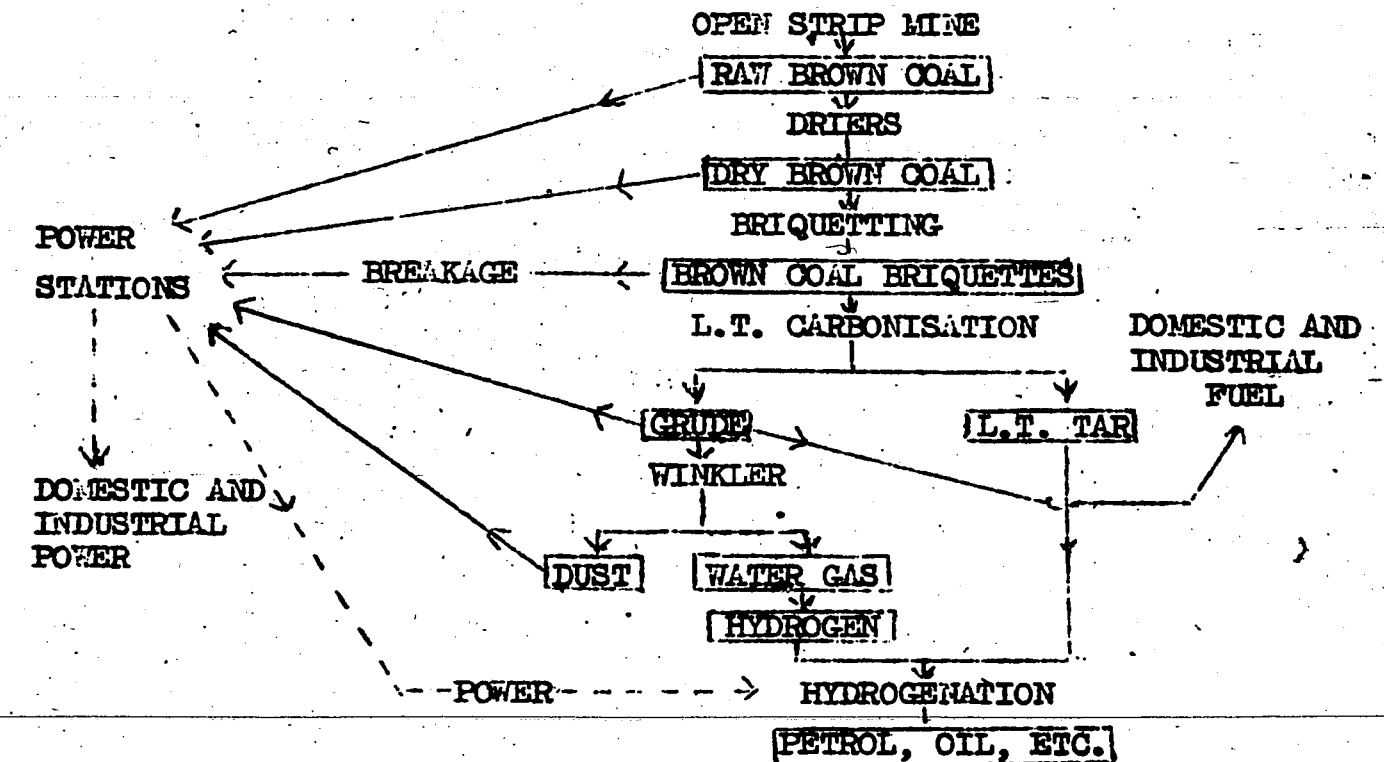 OPEN STRIP MINE
RAW BROWN COAL
DRIERS
DRY BROWN COAL
BRIQUETTING
POWER
STATIONS
BREAKAGE
BROWN COAL BRIQUETTES
L.T. CARBONISATION
DOMESTIC AND
INDUSTRIAL
FUEL
GRUDE
L.T. TAR
WINKLER
DOMESTIC AND
INDUSTRIAL
POWER
DUST
WATER GAS
HYDROGEN
POWER
HYDROGENATION
PETROL, OIL, ETC.